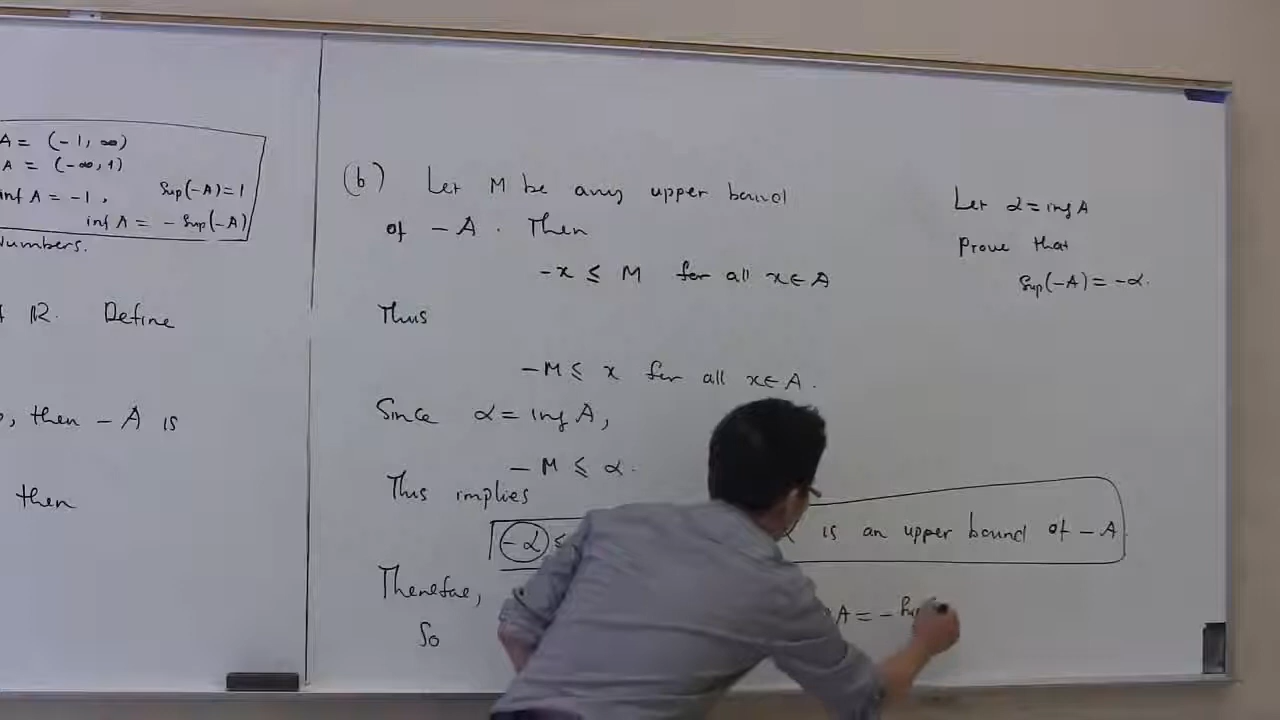 A = (-1, ∞)
A = (-∞, 1)
inf A = -1, Sup(-A) = 1
inf A = - Sup(-A)
Numbers.
R. Define
, then - A is
then
(b) Let M be any upper bound
of - A. Then
-x ≤ M for all x ∈ A
Thus
-M ≤ x for all x ∈ A.
Since α = inf A,
- M ≤ α.
This implies
-α ≤
is an upper bound of - A
Therefore,
So
A = - Sup
Let α = inf A
Prove that
Sup(-A) = -α.